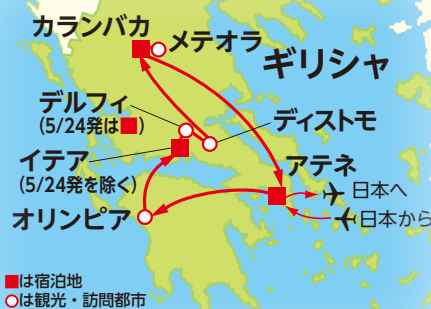 カランバカ
メテオラ
ギリシャ
デルフィ
(5/24発は■)
ディストモ
イテア
(5/24発を除く)
アテネ
日本へ
オリンピア
日本から
■は宿泊地
○は観光・訪問都市